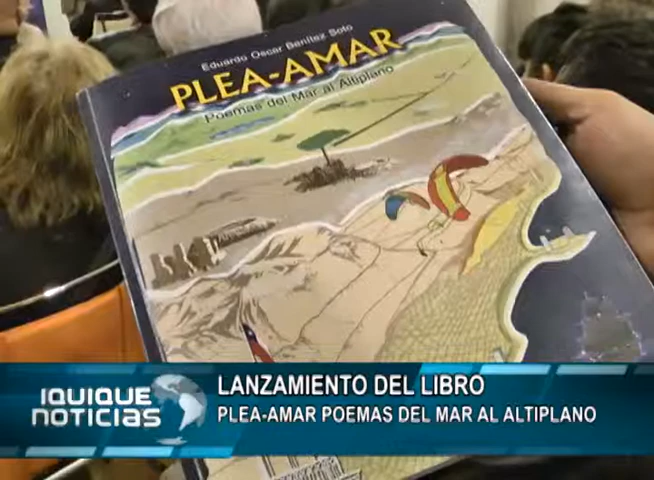 Eduardo Oscar Benítez Soto
PLEA-AMAR
Poemas del Mar al Altiplano
IQUIQUE
NOTICIAS
LANZAMIENTO DEL LIBRO
PLEA-AMAR POEMAS DEL MAR AL ALTIPLANO